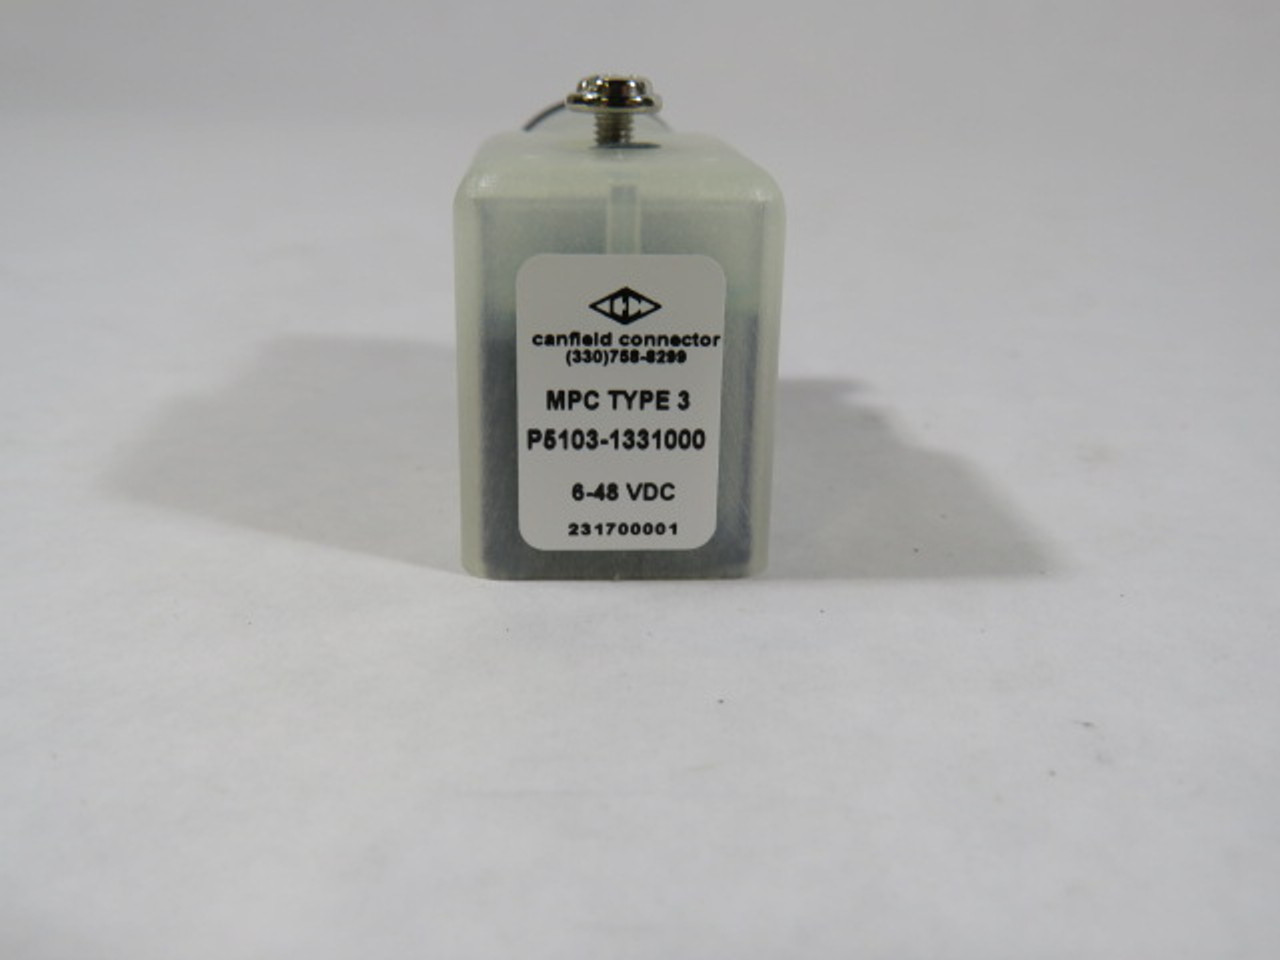 canfield connector
(330)758-8299
MPC TYPE 3
P5103-1331000
6-48 VDC
231700001